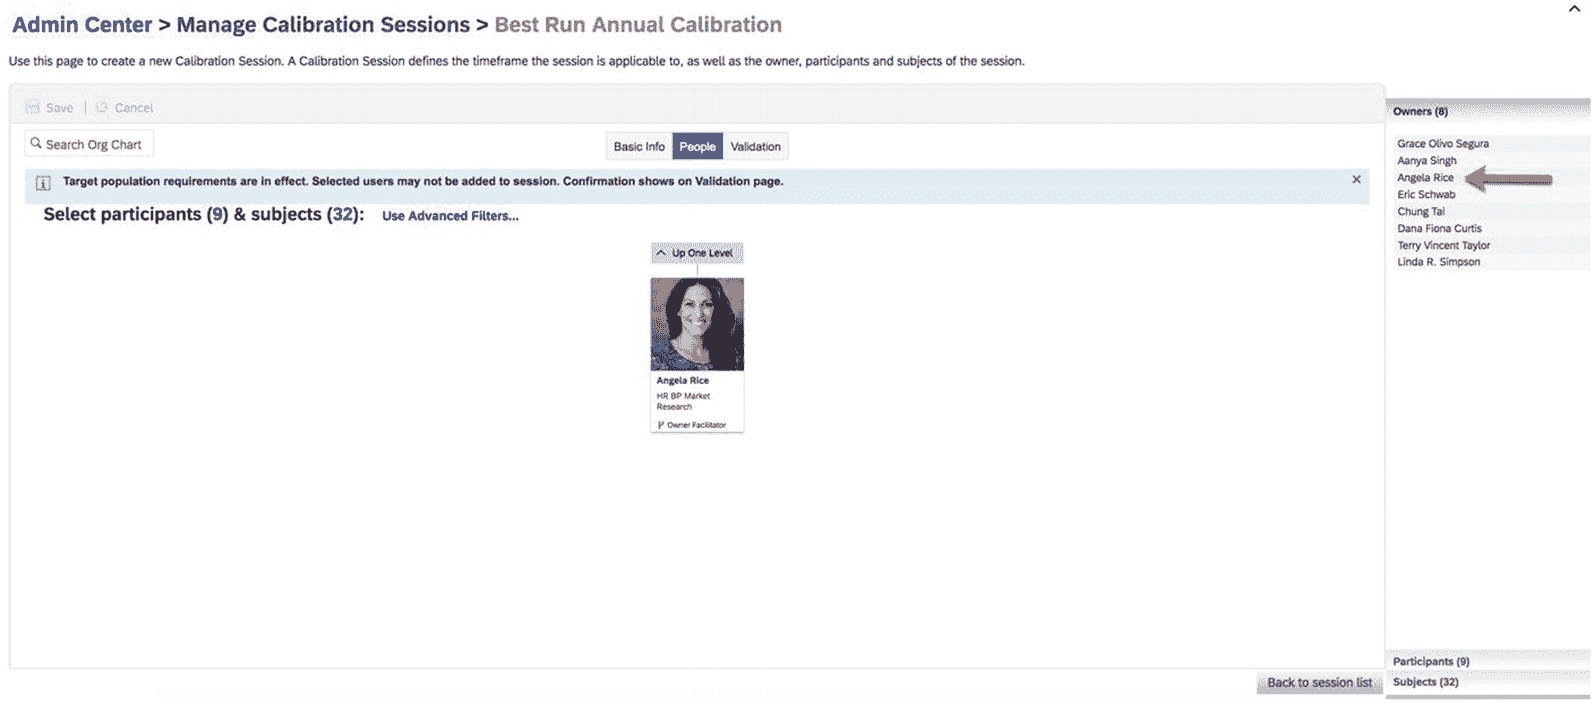 Admin Center > Manage Calibration Sessions > Best Run Annual Calibration
Use this page to create a new Calibration Session. A Calibration Session defines the timeframe the session is applicable to, as well as the owner, participants and subjects of the session.
Save | Cancel
Search Org Chart
Basic Info People Validation
Target population requirements are in effect. Selected users may not be added to session. Confirmation shows on Validation page.
Select participants (9) & subjects (32): Use Advanced Filters...
Up One Level
Angela Rice
HR BP Market
Research
Owner Facilitator
Owners (8)
Grace Olivo Segura
Aanya Singh
Angela Rice
Eric Schwab
Chung Tai
Dana Fiona Curtis
Terry Vincent Taylor
Linda R. Simpson
Participants (9)
Subjects (32)
Back to session list